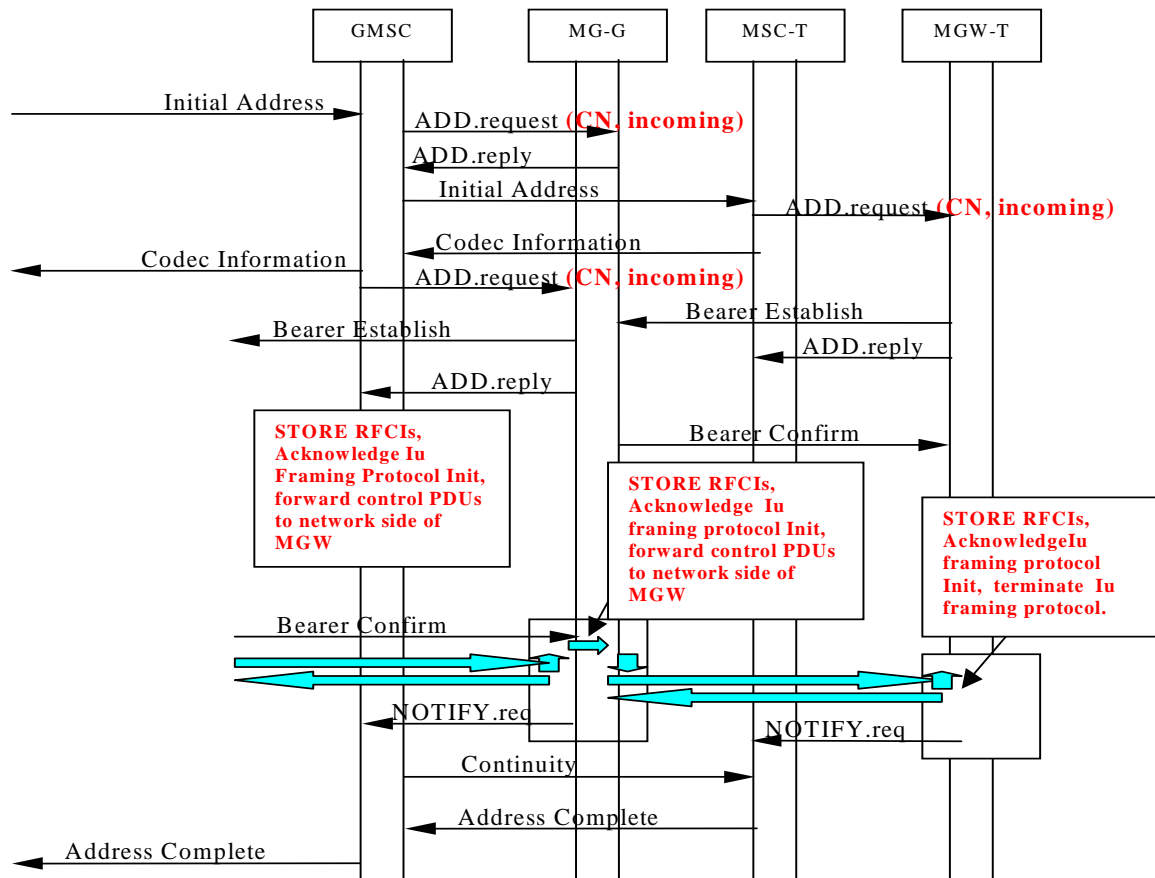 GMSC
MG-G
MSC-T
MGW-T
Initial Address
ADD.request (CN, incoming)
ADD.reply
Initial Address
ADD.request (CN, incoming)
Codec Information
Codec Information
ADD.request (CN, incoming)
Bearer Establish
Bearer Establish
ADD.reply
ADD.reply
Bearer Confirm
STORE RFCIs,
Acknowledge Iu
Framing Protocol Init,
forward control PDUs
to network side of
MGW
STORE RFCIs,
Acknowledge Iu
franing protocol Init,
forward control PDUs
to network side of
MGW
STORE RFCIs,
AcknowledgeIu
framing protocol
Init, terminate Iu
framing protocol.
Bearer Confirm
NOTIFY.req
NOTIFY.req
Continuity
Address Complete
Address Complete